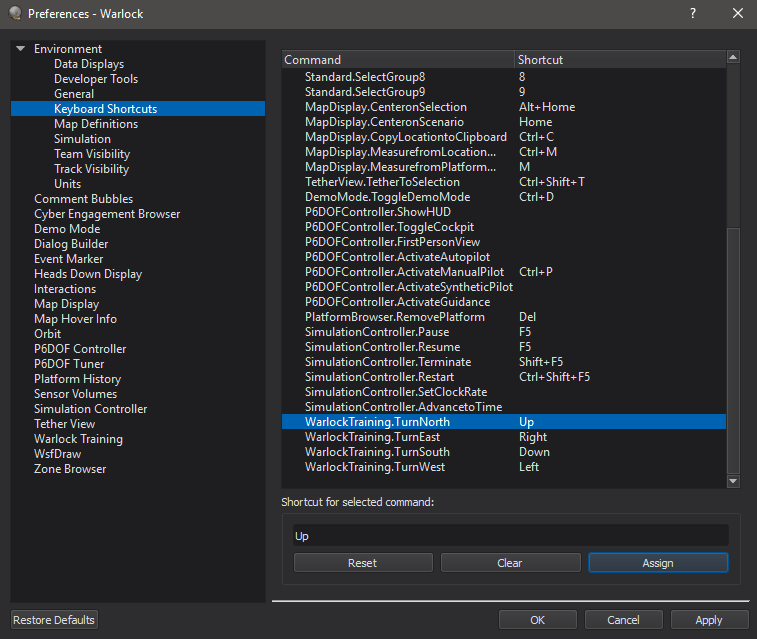 Preferences - Warlock
?
Environment
Data Displays
Developer Tools
General
Keyboard Shortcuts
Map Definitions
Simulation
Team Visibility
Track Visibility
Units
Comment Bubbles
Cyber Engagement Browser
Demo Mode
Dialog Builder
Event Marker
Heads Down Display
Interactions
Map Display
Map Hover Info
Orbit
P6DOF Controller
P6DOF Tuner
Platform History
Sensor Volumes
Simulation Controller
Tether View
Warlock Training
WsfDraw
Zone Browser
Command Shortcut
Standard.SelectGroup8 8
Standard.SelectGroup9 9
MapDisplay.CenteronSelection Alt+Home
MapDisplay.CenteronScenario Home
MapDisplay.CopyLocationtoClipboard Ctrl+C
MapDisplay.MeasurefromLocation... Ctrl+M
MapDisplay.MeasurefromPlatform... M
TetherView.TetherToSelection Ctrl+Shift+T
DemoMode.ToggleDemoMode Ctrl+D
P6DOFController.ShowHUD
P6DOFController.ToggleCockpit
P6DOFController.FirstPersonView
P6DOFController.ActivateAutopilot
P6DOFController.ActivateManualPilot Ctrl+P
P6DOFController.ActivateSyntheticPilot
P6DOFController.ActivateGuidance
PlatformBrowser.RemovePlatform Del
SimulationController.Pause F5
SimulationController.Resume F5
SimulationController.Terminate Shift+F5
SimulationController.Restart Ctrl+Shift+F5
SimulationController.SetClockRate
SimulationController.AdvancetoTime
WarlockTraining.TurnNorth Up
WarlockTraining.TurnEast Right
WarlockTraining.TurnSouth Down
WarlockTraining.TurnWest Left
Shortcut for selected command:
Up
Reset Clear Assign
Restore Defaults OK Cancel Apply